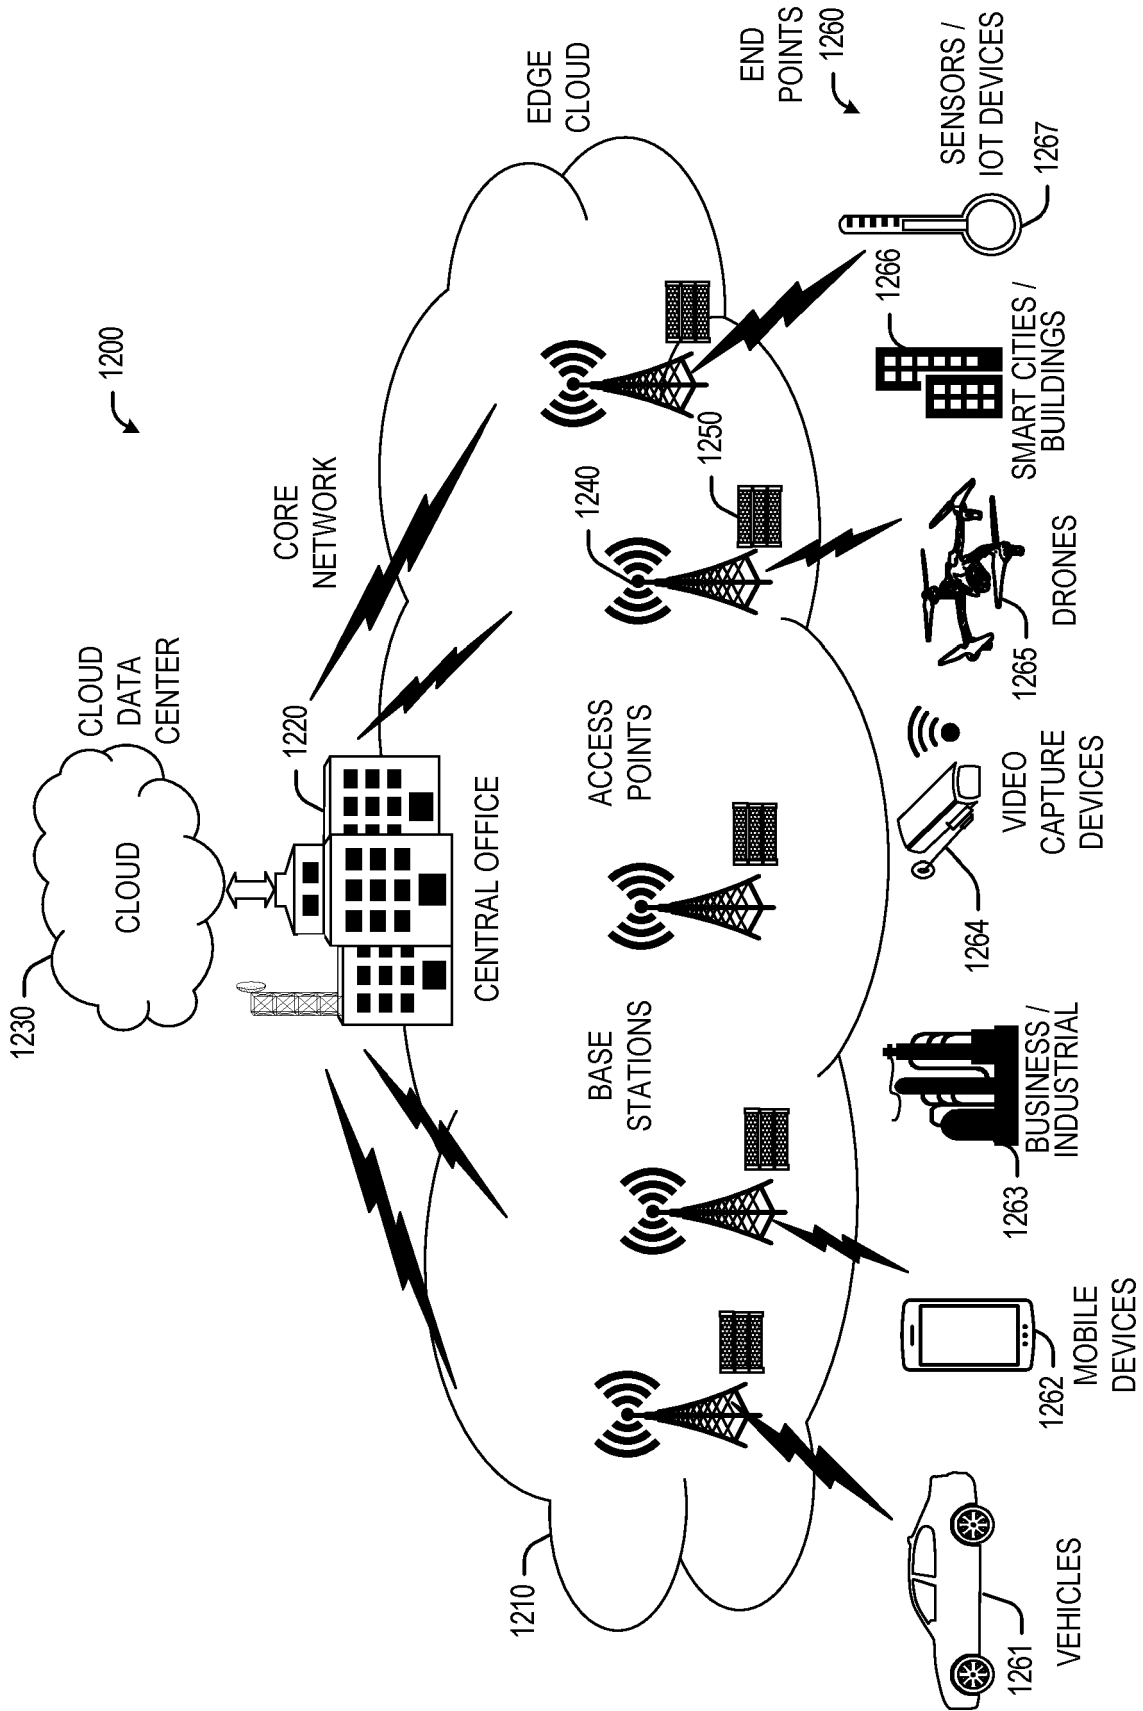 1200
1230
CLOUD
CLOUD
DATA
CENTER
1220
CENTRAL OFFICE
CORE
NETWORK
EDGE
CLOUD
1210
BASE
STATIONS
ACCESS
POINTS
1240
1250
END
POINTS
1260
1261
VEHICLES
1262
MOBILE
DEVICES
1263
BUSINESS /
INDUSTRIAL
1264
VIDEO
CAPTURE
DEVICES
1265
DRONES
1266
SMART CITIES /
BUILDINGS
SENSORS /
IOT DEVICES
1267